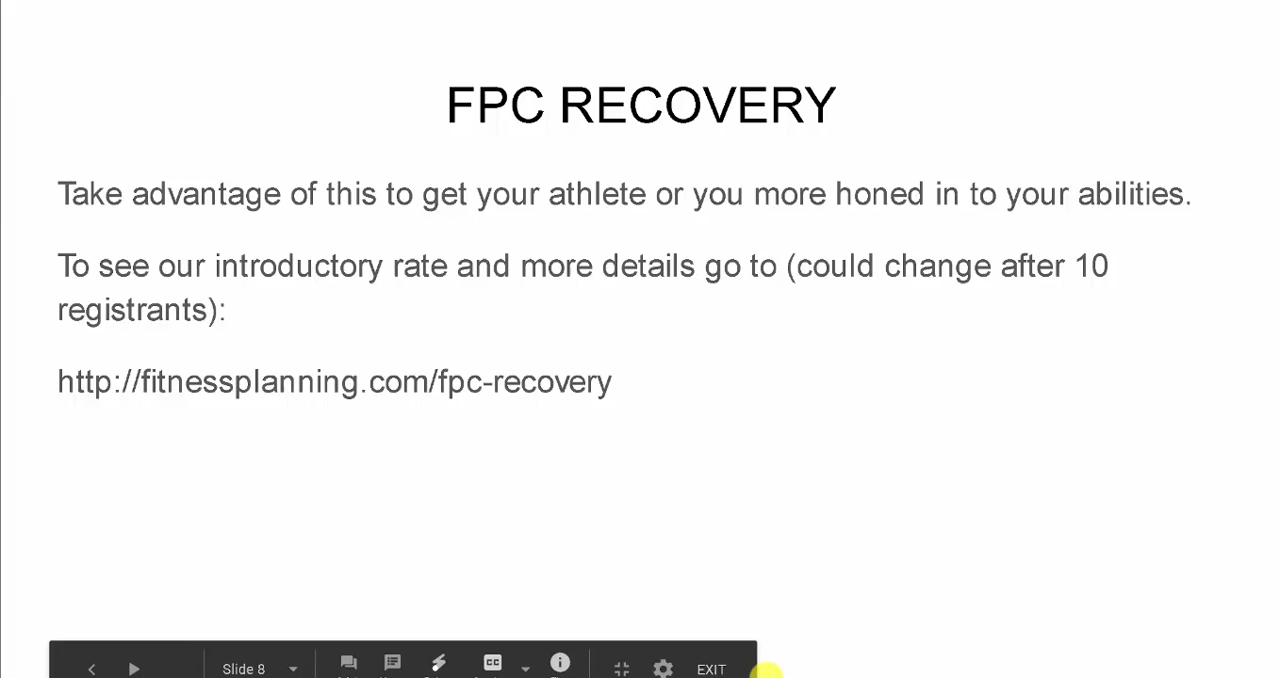 FPC RECOVERY
Take advantage of this to get your athlete or you more honed in to your abilities.
To see our introductory rate and more details go to (could change after 10
registrants):
http://fitnessplanning.com/fpc-recovery
Slide 8
CC
EXIT